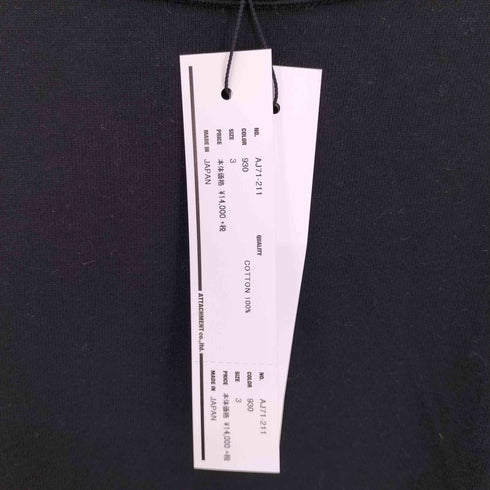 NO. AJ71-211
COLOR 930
SIZE 3
PRICE 本体価格 ¥14,000+税
MADE IN JAPAN
QUALITY
COTTON 100%
ATTACHMENT co.,ltd.
NO. AJ71-211
COLOR 930
SIZE 3
PRICE 本体価格 ¥14,000+税
MADE IN JAPAN